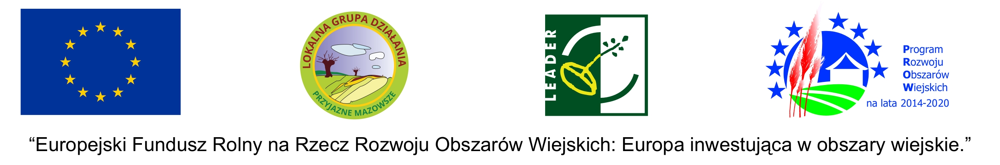 LOKALNA GRUPA DZIAŁANIA
PRZYJAZNE MAZOWSZE
LEADER
Program
Rozwoju
Obszarów
Wiejskich
na lata 2014-2020
“Europejski Fundusz Rolny na Rzecz Rozwoju Obszarów Wiejskich: Europa inwestująca w obszary wiejskie.”